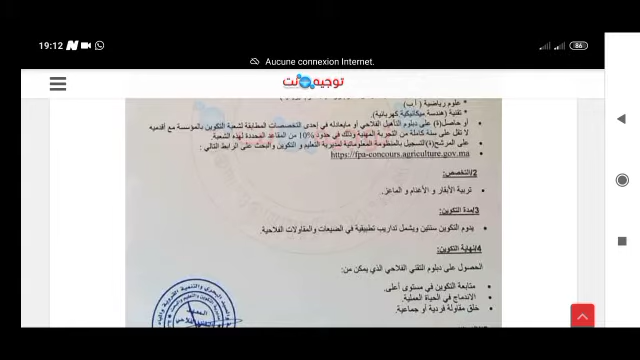 19:12
86
Aucune connexion Internet.
توجيه نت
علوم رياضية (أ.ب)
تقنية (هندسة ميكانيكية كهربائية).
أو حاصل(ة) على دبلوم التأهيل الفلاحي أو مايعادله في إحدى التخصصات المطابقة لشعبة التكوين بالمؤسسة مع أقدمية
لا تقل على سنة كاملة من التجربة المهنية وذلك في حدود %10 من المقاعد المحددة لهذه الشعبة.
على المرشح(ة) التسجيل بالمنظومة المعلوماتية لمديرية التعليم و التكوين والبحث على الرابط التالي :
https://fpa-concours.agriculture.gov.ma
2/التخصص:
تربية الأبقار و الأغنام و الماعز.
3/مدة التكوين:
يدوم التكوين سنتين ويشمل تداريب تطبيقية في الضيعات والمقاولات الفلاحية.
4/نهاية التكوين:
الحصول على دبلوم التقني الفلاحي الذي يمكن من:
متابعة التكوين في مستوى أعلى.
الاندماج في الحياة العملية.
خلق مقاولة فردية أو جماعية.